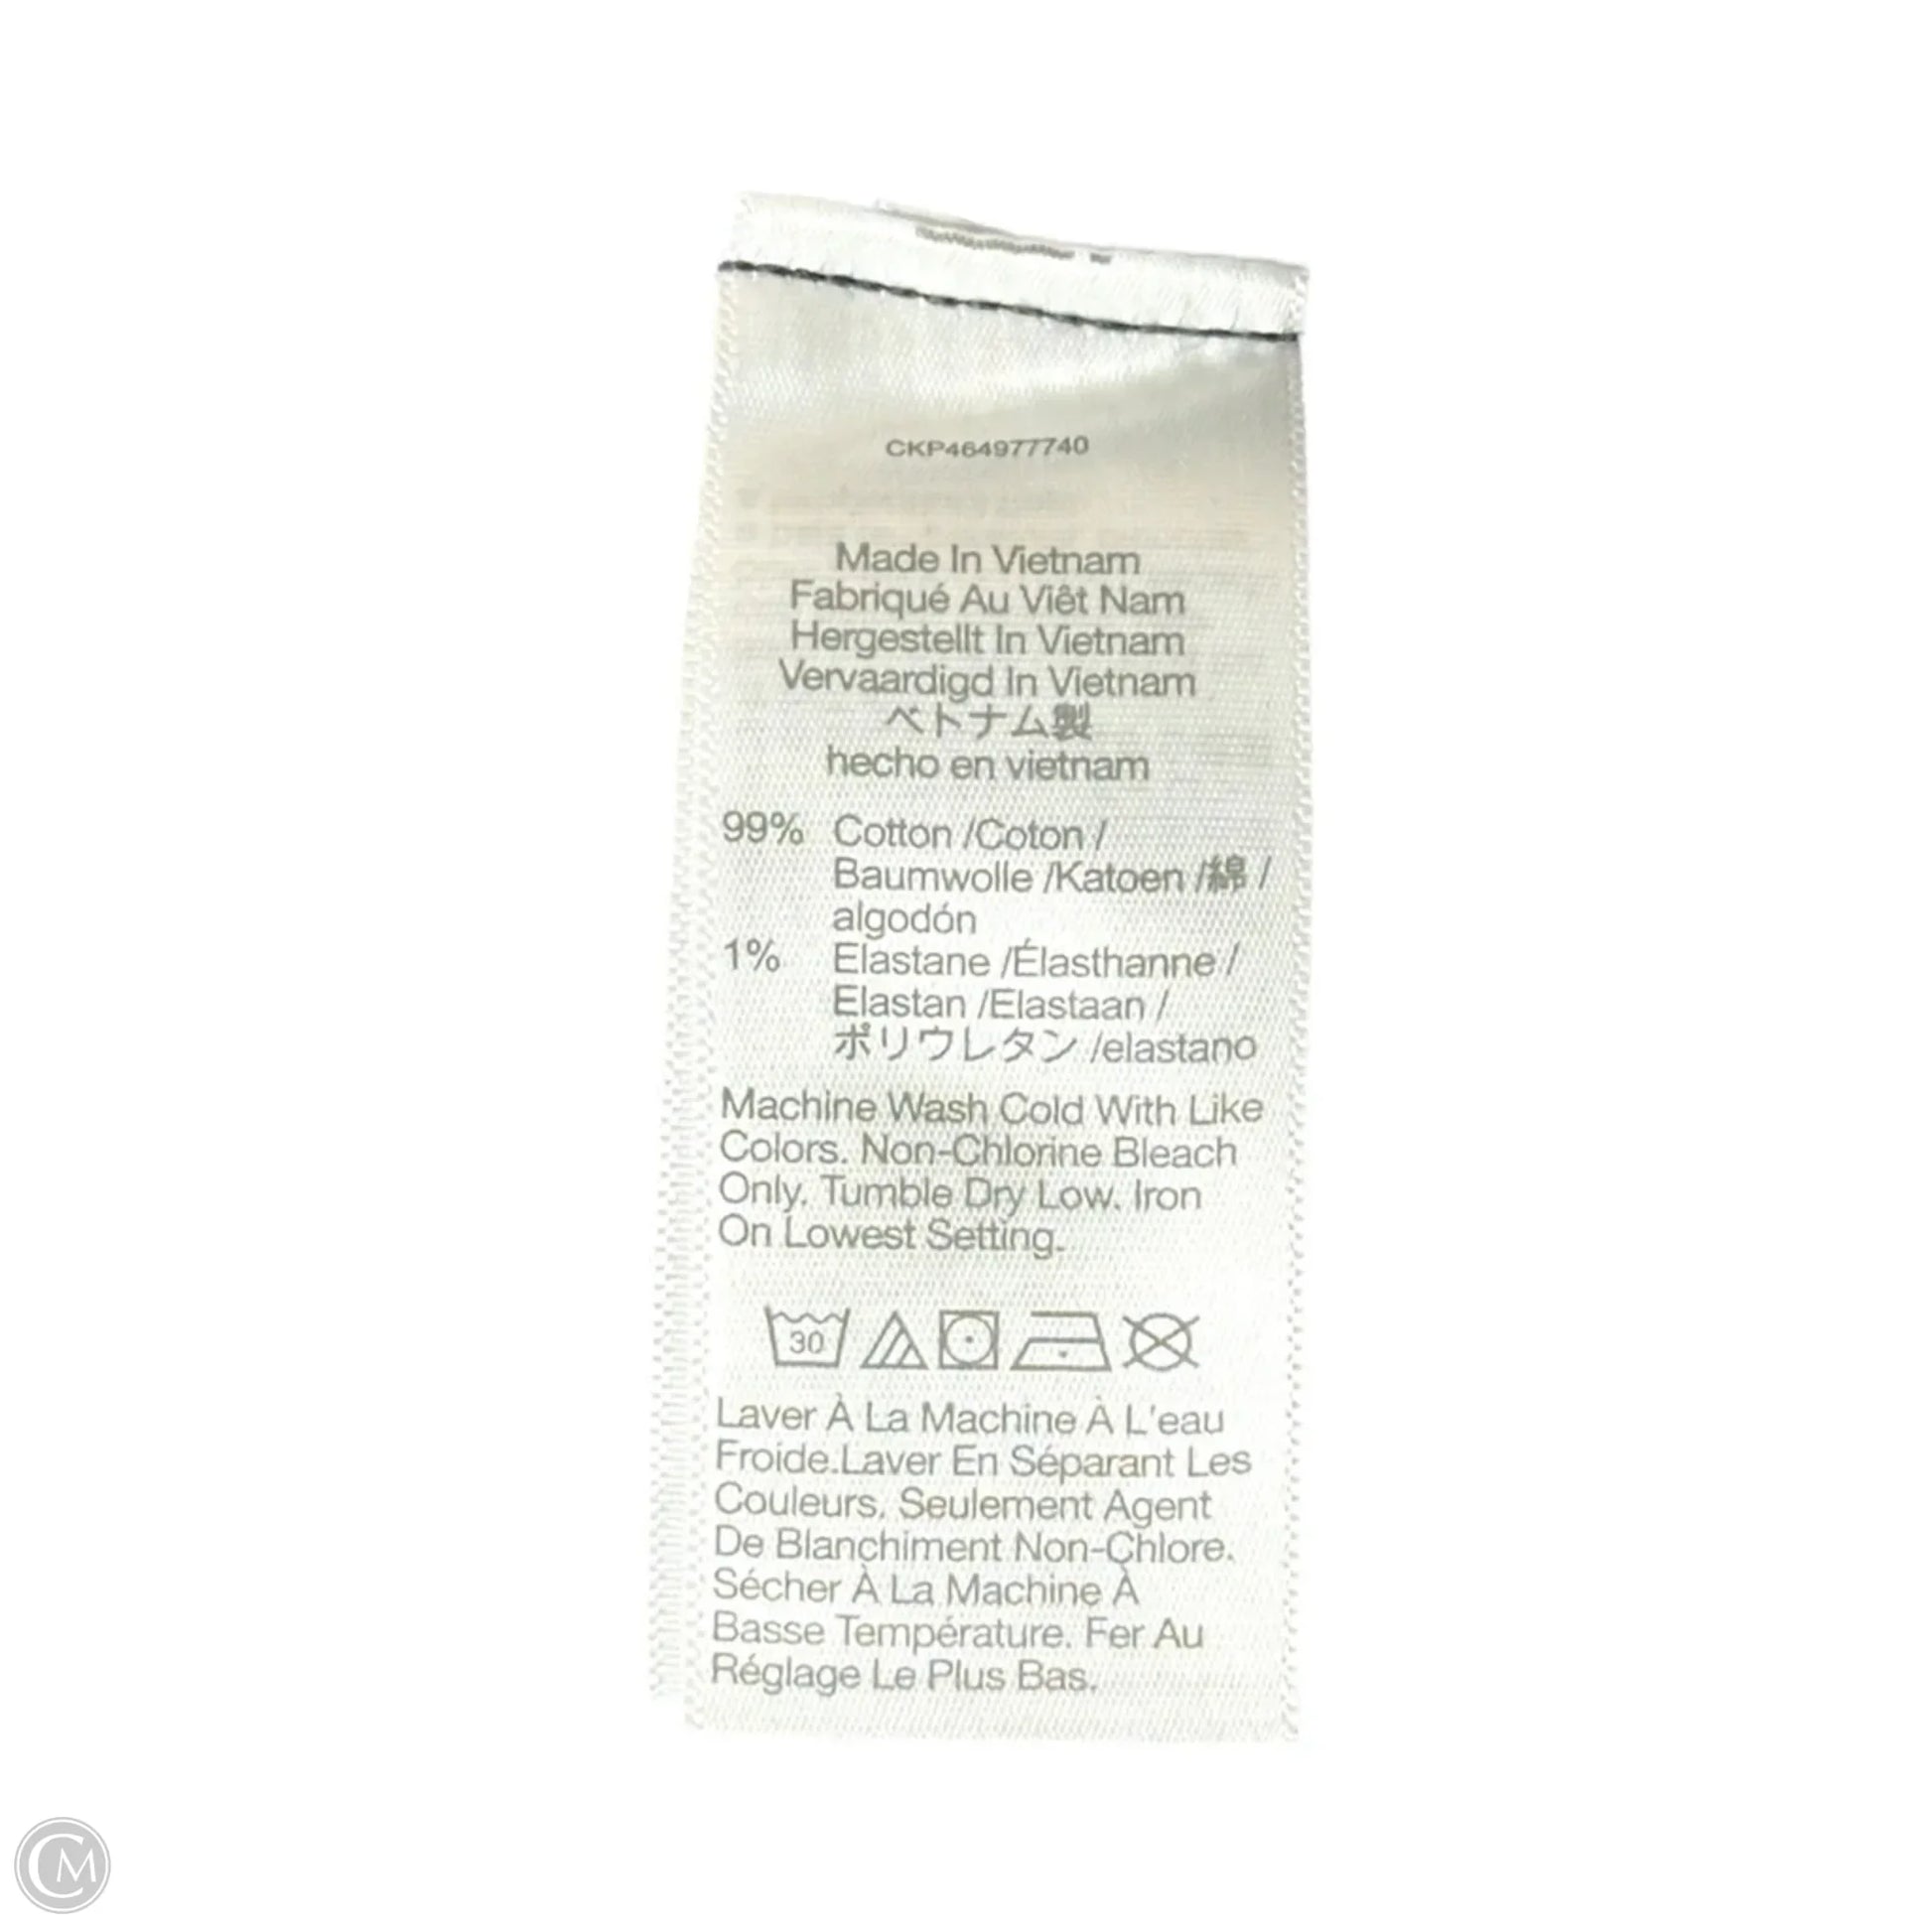 CKP464977740
Made In Vietnam
Fabriqué Au Viêt Nam
Hergestellt In Vietnam
Vervaardigd In Vietnam
ベトナム製
hecho en vietnam
99% Cotton /Coton /
Baumwolle /Katoen /綿 /
algodón
1% Elastane /Élasthanne /
Elastan /Elastaan /
ポリウレタン /elastano
Machine Wash Cold With Like
Colors. Non-Chlorine Bleach
Only. Tumble Dry Low. Iron
On Lowest Setting.
30
Laver À La Machine À L'eau
Froide.Laver En Séparant Les
Couleurs. Seulement Agent
De Blanchiment Non-Chlore.
Sécher À La Machine À
Basse Température. Fer Au
Réglage Le Plus Bas.
CM